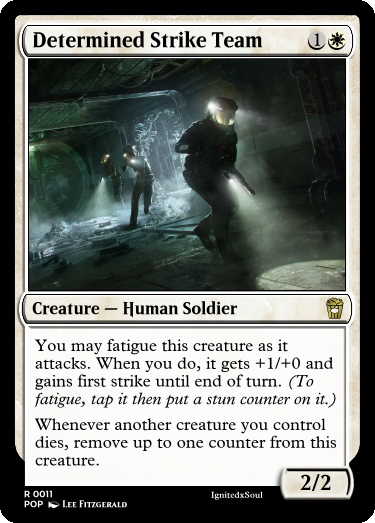 Determined Strike Team 1
Creature — Human Soldier
You may fatigue this creature as it
attacks. When you do, it gets +1/+0 and
gains first strike until end of turn. (To
fatigue, tap it then put a stun counter on it.)
Whenever another creature you control
dies, remove up to one counter from this
creature.
2/2
R 0011
POP Lee Fitzgerald
IgnitedxSoul